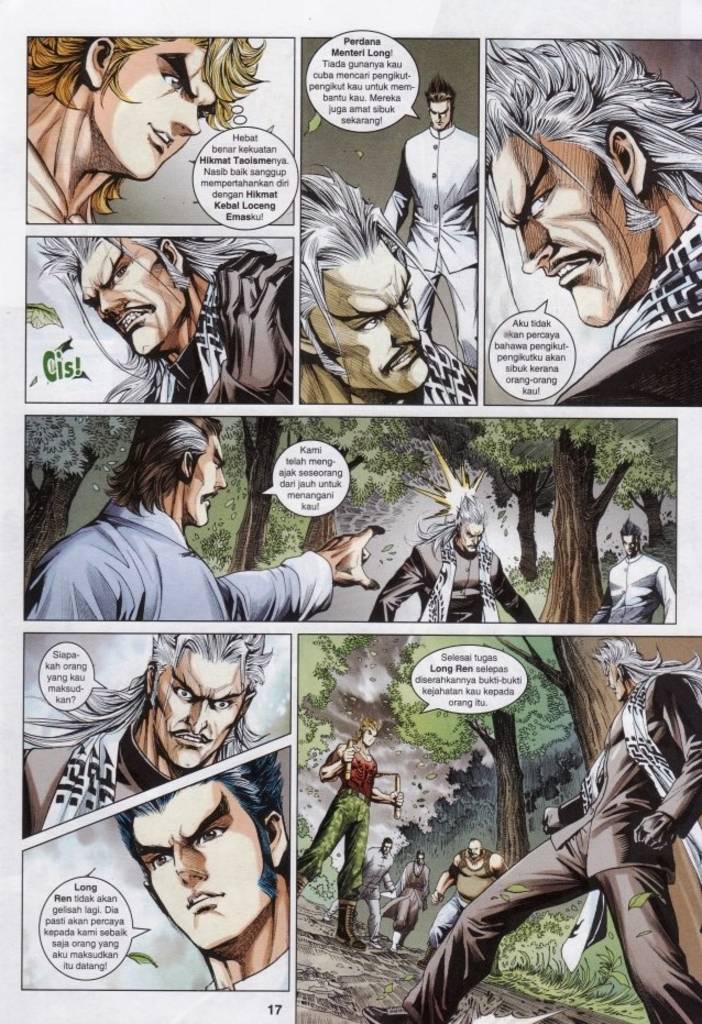 Hebat
benar kekuatan
Hikmat Taoismenya.
Nasib baik sanggup
mempertahankan diri
dengan Hikmat
Kebal Loceng
Emasku!
Perdana
Menteri Long!
Tiada gunanya kau
cuba mencari pengikut-
pengikut kau untuk mem-
bantu kau. Mereka
juga amat sibuk
sekarang!
Cis!
Aku tidak
akan percaya
bahawa pengikut-
pengikutku akan
sibuk kerana
orang-orang
kau!
Kami
telah meng-
ajak seseorang
dari jauh untuk
menangani
kau!
Siapa-
kah orang
yang kau
maksud-
kan?
Long
Ren tidak akan
gelisah lagi. Dia
pasti akan percaya
kepada kami sebaik
saja orang yang
aku maksudkan
itu datang!
Selesai tugas
Long Ren selepas
diserahkannya bukti-bukti
kejahatan kau kepada
orang itu.
17